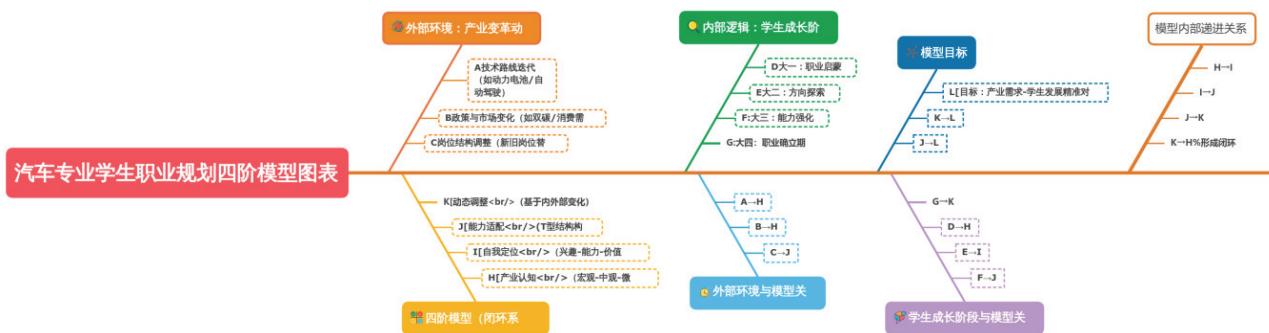 汽车专业学生职业规划四阶模型图表
外部环境：产业变革动
A技术路线迭代
（如动力电池/自
动驾驶）
B政策与市场变化（如双碳/消费需
C岗位结构调整（新旧岗位替
内部逻辑：学生成长阶
D大一：职业启蒙
E大二：方向探索
F:大三：能力强化
G:大四：职业确立期
模型目标
L[目标：产业需求-学生发展精准对
K→L
J→L
模型内部递进关系
H→I
I→J
J→K
K→H%形成闭环
K[动态调整<br/>（基于内外部变化）
J[能力适配<br/>(T型结构构
I[自我定位<br/>（兴趣-能力-价值
H[产业认知<br/>（宏观-中观-微
四阶模型（闭环系
A→H
B→H
C→J
外部环境与模型关
G→K
D→H
E→I
F→J
学生成长阶段与模型关